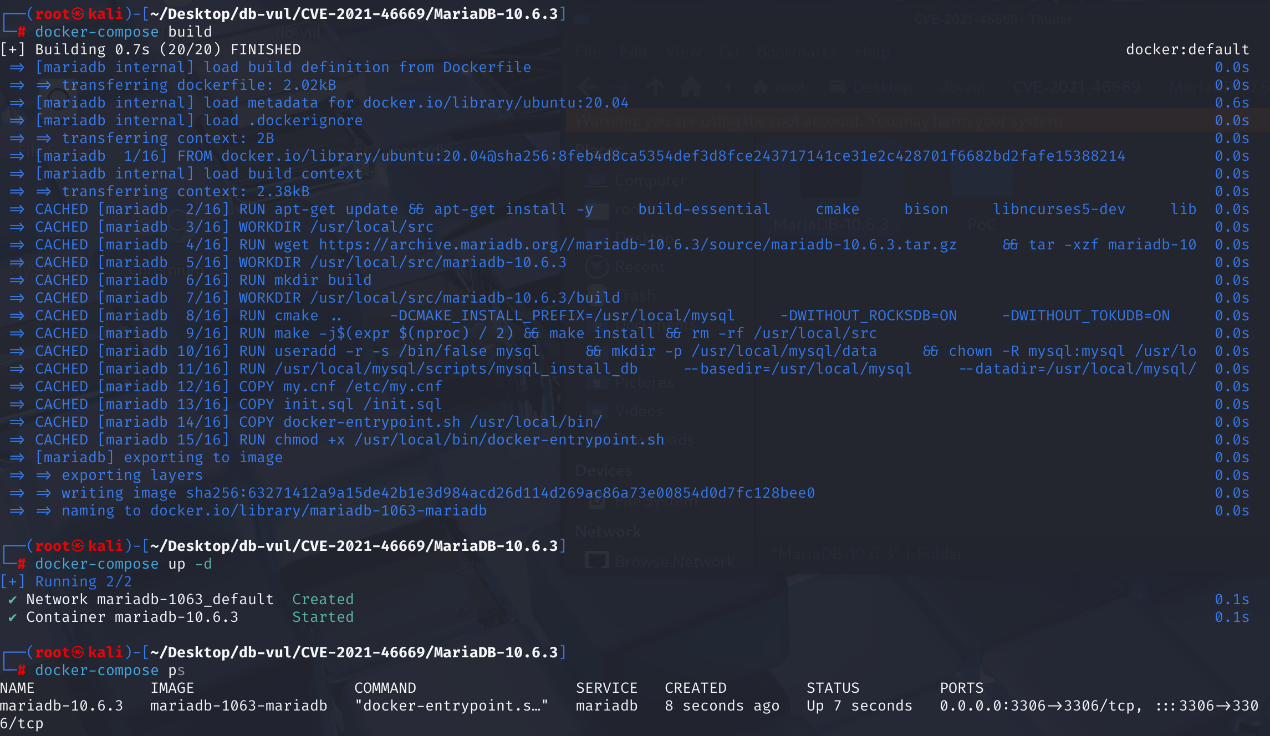 ┌──(root㉿kali)-[~/Desktop/db-vul/CVE-2021-46669/MariaDB-10.6.3]
└─# docker-compose build
[+] Building 0.7s (20/20) FINISHED docker:default
⇒ [mariadb internal] load build definition from Dockerfile 0.0s
⇒ ⇒ transferring dockerfile: 2.02kB 0.0s
⇒ [mariadb internal] load metadata for docker.io/library/ubuntu:20.04 0.6s
⇒ [mariadb internal] load .dockerignore 0.0s
⇒ ⇒ transferring context: 2B 0.0s
⇒ [mariadb 1/16] FROM docker.io/library/ubuntu:20.04@sha256:8feb4d8ca5354def3d8fce243717141ce31e2c428701f6682bd2fafe15388214 0.0s
⇒ [mariadb internal] load build context 0.0s
⇒ ⇒ transferring context: 2.38kB 0.0s
⇒ CACHED [mariadb 2/16] RUN apt-get update && apt-get install -y build-essential cmake bison libncurses5-dev lib 0.0s
⇒ CACHED [mariadb 3/16] WORKDIR /usr/local/src 0.0s
⇒ CACHED [mariadb 4/16] RUN wget https://archive.mariadb.org//mariadb-10.6.3/source/mariadb-10.6.3.tar.gz && tar -xzf mariadb-10 0.0s
⇒ CACHED [mariadb 5/16] WORKDIR /usr/local/src/mariadb-10.6.3 0.0s
⇒ CACHED [mariadb 6/16] RUN mkdir build 0.0s
⇒ CACHED [mariadb 7/16] WORKDIR /usr/local/src/mariadb-10.6.3/build 0.0s
⇒ CACHED [mariadb 8/16] RUN cmake .. -DCMAKE_INSTALL_PREFIX=/usr/local/mysql -DWITHOUT_ROCKSDB=ON -DWITHOUT_TOKUDB=ON 0.0s
⇒ CACHED [mariadb 9/16] RUN make -j$(expr $(nproc) / 2) && make install && rm -rf /usr/local/src 0.0s
⇒ CACHED [mariadb 10/16] RUN useradd -r -s /bin/false mysql && mkdir -p /usr/local/mysql/data && chown -R mysql:mysql /usr/lo 0.0s
⇒ CACHED [mariadb 11/16] RUN /usr/local/mysql/scripts/mysql_install_db --basedir=/usr/local/mysql --datadir=/usr/local/mysql/ 0.0s
⇒ CACHED [mariadb 12/16] COPY my.cnf /etc/my.cnf 0.0s
⇒ CACHED [mariadb 13/16] COPY init.sql /init.sql 0.0s
⇒ CACHED [mariadb 14/16] COPY docker-entrypoint.sh /usr/local/bin/ 0.0s
⇒ CACHED [mariadb 15/16] RUN chmod +x /usr/local/bin/docker-entrypoint.sh 0.0s
⇒ [mariadb] exporting to image 0.0s
⇒ ⇒ exporting layers 0.0s
⇒ ⇒ writing image sha256:63271412a9a15de42b1e3d984acd26d114d269ac86a73e00854d0d7fc128bee0 0.0s
⇒ ⇒ naming to docker.io/library/mariadb-1063-mariadb 0.0s
┌──(root㉿kali)-[~/Desktop/db-vul/CVE-2021-46669/MariaDB-10.6.3]
└─# docker-compose up -d
[+] Running 2/2
✔ Network mariadb-1063_default Created 0.1s
✔ Container mariadb-10.6.3 Started 0.1s
┌──(root㉿kali)-[~/Desktop/db-vul/CVE-2021-46669/MariaDB-10.6.3]
└─# docker-compose ps
NAME IMAGE COMMAND SERVICE CREATED STATUS PORTS
mariadb-10.6.3 mariadb-1063-mariadb "docker-entrypoint.s…" mariadb 8 seconds ago Up 7 seconds 0.0.0.0:3306→3306/tcp, :::3306→330
6/tcp